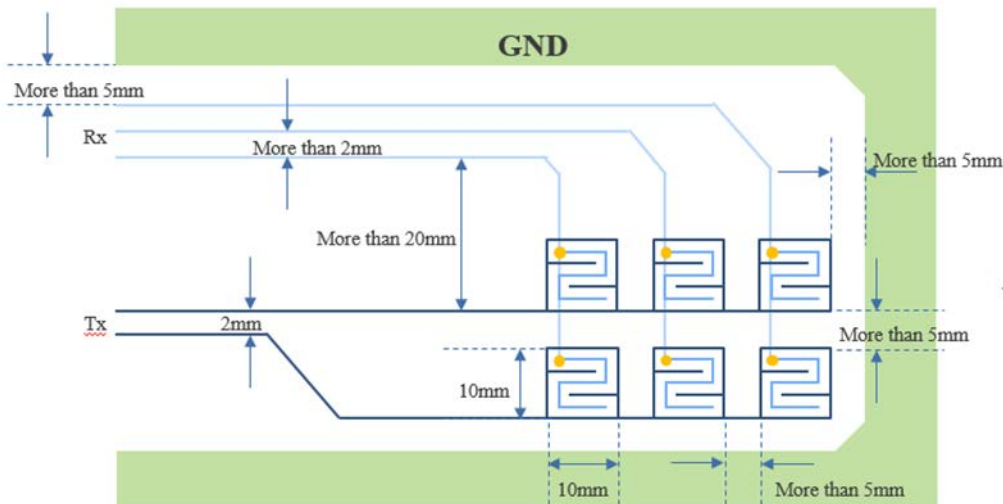 GND
More than 5mm
Rx
More than 2mm
More than 5mm
More than 20mm
Tx
2mm
More than 5mm
10mm
10mm
More than 5mm